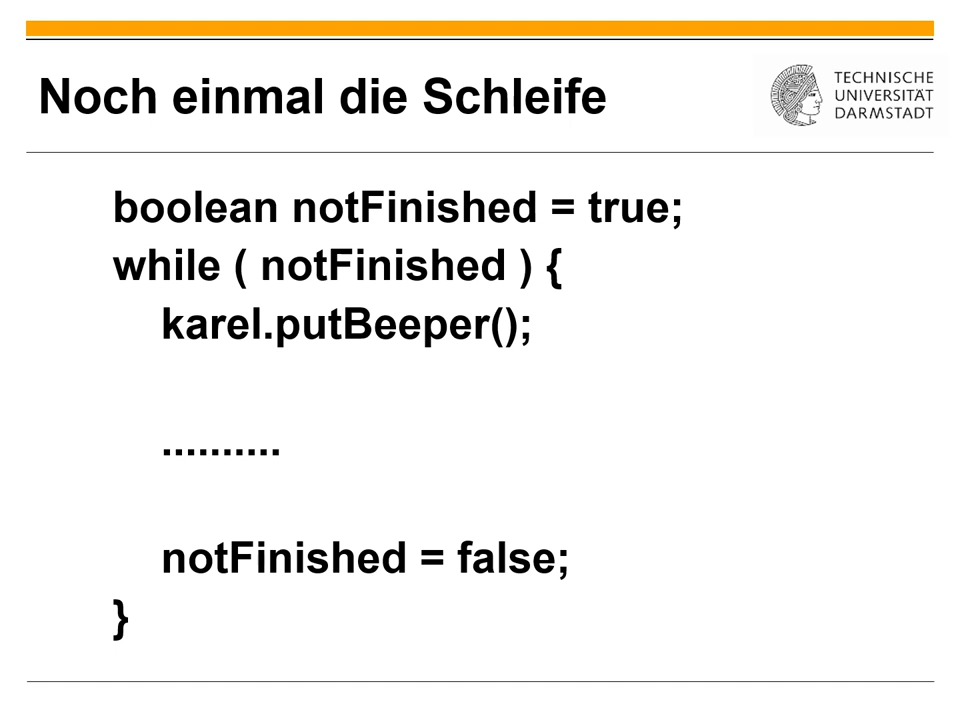 Noch einmal die Schleife
TECHNISCHE
UNIVERSITÄT
DARMSTADT
boolean notFinished = true;
while ( notFinished ) {
karel.putBeeper();
..........
notFinished = false;
}